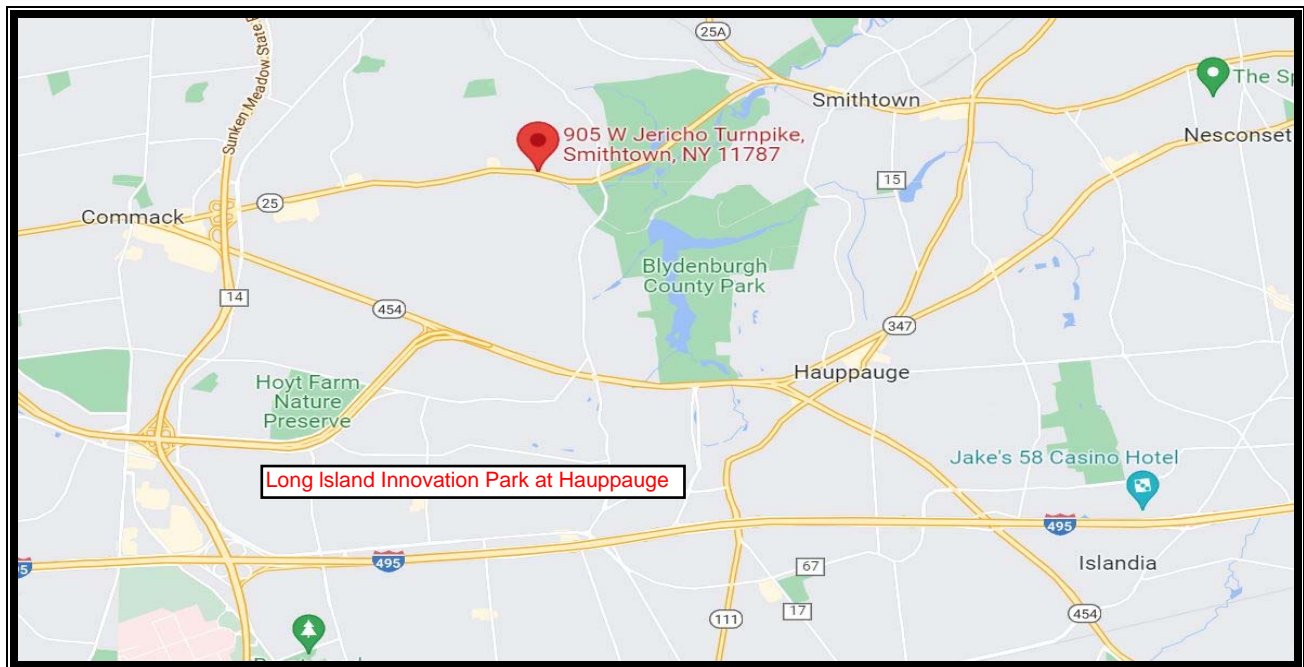 25A
Sunken Meadow State
The Sp
Smithtown
905 W Jericho Turnpike,
Smithtown, NY 11787
Nesconset
15
25
Commack
Blydenburgh
County Park
14
454
347
Hauppauge
Hoyt Farm
Nature
Preserve
Jake's 58 Casino Hotel
Long Island Innovation Park at Hauppauge
495
495
Islandia
67
17
111
454